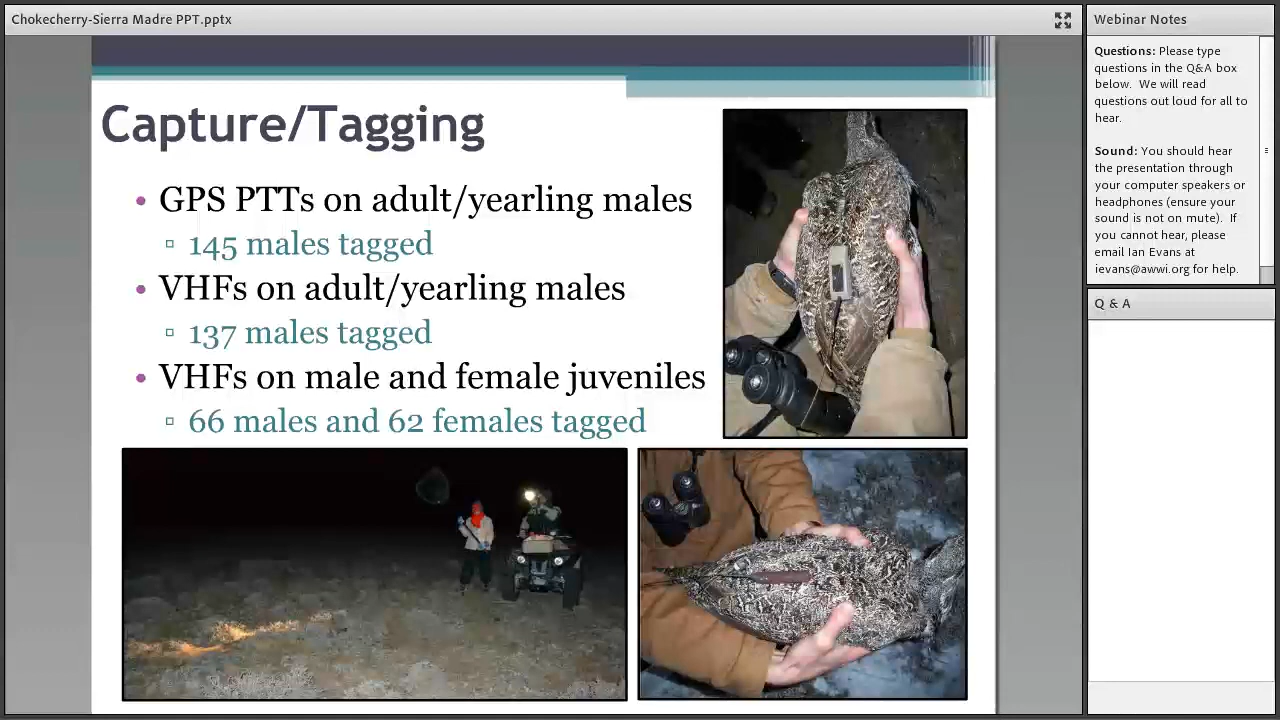 Chokecherry-Sierra Madre PPT.pptx
Capture/Tagging
• GPS PTTs on adult/yearling males
▫ 145 males tagged
• VHFs on adult/yearling males
▫ 137 males tagged
• VHFs on male and female juveniles
▫ 66 males and 62 females tagged
Webinar Notes
Questions: Please type
questions in the Q&A box
below. We will read
questions out loud for all to
hear.
Sound: You should hear
the presentation through
your computer speakers or
headphones (ensure your
sound is not on mute). If
you cannot hear, please
email Ian Evans at
ievans@awwi.org for help.
Q & A